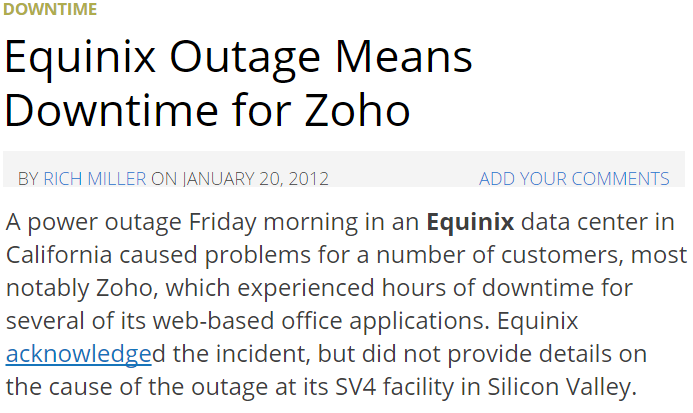 DOWNTIME
Equinix Outage Means
Downtime for Zoho
BY RICH MILLER ON JANUARY 20, 2012 ADD YOUR COMMENTS
A power outage Friday morning in an Equinix data center in
California caused problems for a number of customers, most
notably Zoho, which experienced hours of downtime for
several of its web-based office applications. Equinix
acknowledged the incident, but did not provide details on
the cause of the outage at its SV4 facility in Silicon Valley.